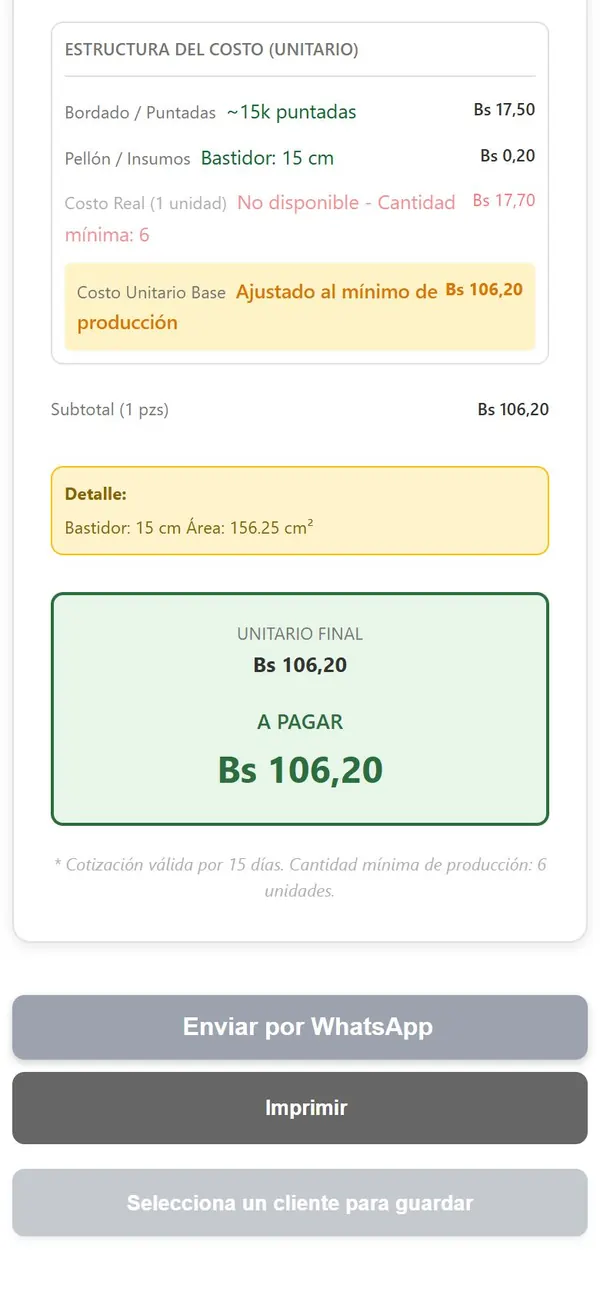 ESTRUCTURA DEL COSTO (UNITARIO)
Bordado / Puntadas ~15k puntadas Bs 17,50
Pellón / Insumos Bastidor: 15 cm Bs 0,20
Costo Real (1 unidad) No disponible - Cantidad Bs 17,70
mínima: 6
Costo Unitario Base Ajustado al mínimo de Bs 106,20
producción
Subtotal (1 pzs) Bs 106,20
Detalle:
Bastidor: 15 cm Área: 156.25 cm²
UNITARIO FINAL
Bs 106,20
A PAGAR
Bs 106,20
* Cotización válida por 15 días. Cantidad mínima de producción: 6
unidades.
Enviar por WhatsApp
Imprimir
Selecciona un cliente para guardar